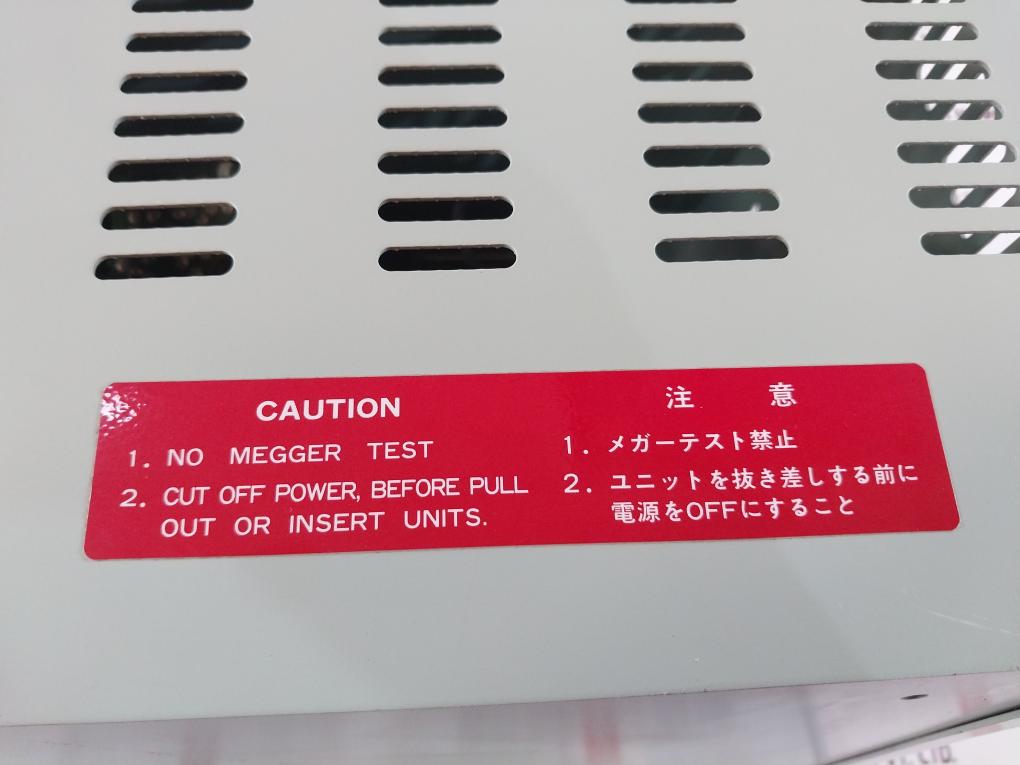 CAUTION
1. NO MEGGER TEST
2. CUT OFF POWER, BEFORE PULL
OUT OR INSERT UNITS.
注 意
1. メガーテスト禁止
2. ユニットを抜き差しする前に
電源をOFFにすること